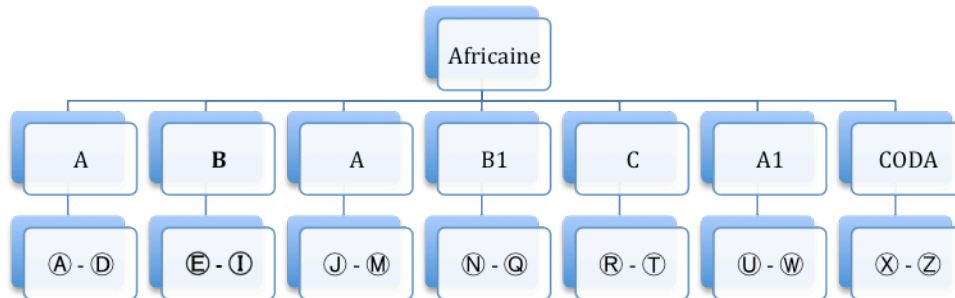 Africaine
A B A B1 C A1 CODA
Ⓐ - Ⓓ Ⓔ - Ⓘ Ⓙ - Ⓜ Ⓝ - Ⓠ Ⓡ - Ⓣ Ⓤ - Ⓦ Ⓧ - Ⓩ